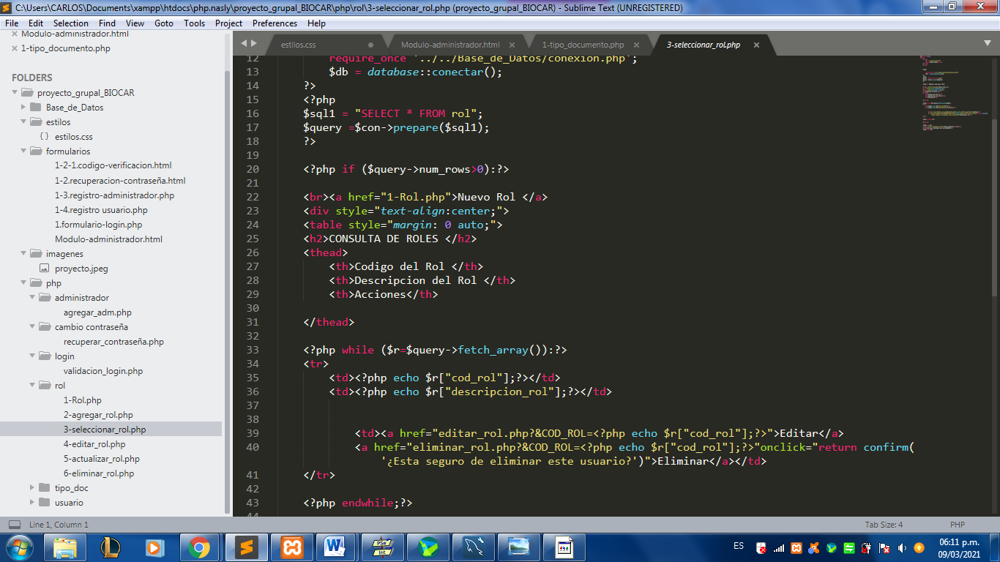 C:\Users\CARLOS\Documents\xampp\htdocs\php.nasly\proyecto_grupal_BIOCAR\php\rol\3-seleccionar_rol.php (proyecto_grupal_BIOCAR) - Sublime Text (UNREGISTERED)
File Edit Selection Find View Goto Tools Project Preferences Help
Modulo-administrador.html
1-tipo_documento.php
FOLDERS
proyecto_grupal_BIOCAR
Base_de_Datos
estilos
estilos.css
formularios
1-2-1.codigo-verificacion.html
1-2.recuperacion-contraseña.html
1-3.registro-administrador.php
1-4.registro usuario.php
1.formulario-login.php
Modulo-administrador.html
imagenes
proyecto.jpeg
php
administrador
agregar_adm.php
cambio contraseña
recuperar_contraseña.php
login
validacion_login.php
rol
1-Rol.php
2-agregar_rol.php
3-seleccionar_rol.php
4-editar_rol.php
5-actualizar_rol.php
6-eliminar_rol.php
tipo_doc
usuario
estilos.css Modulo-administrador.html 1-tipo_documento.php 3-seleccionar_rol.php
12 require_once '../../Base_de_Datos/conexion.php';
13 $db = database::conectar();
14 ?>
15 <?php
16 $sql1 = "SELECT * FROM rol";
17 $query =$con->prepare($sql1);
18 ?>
19
20 <?php if ($query->num_rows>0):?>
21
22 <br><a href="1-Rol.php">Nuevo Rol </a>
23 <div style="text-align:center;">
24 <table style="margin: 0 auto;">
25 <h2>CONSULTA DE ROLES </h2>
26 <thead>
27 <th>Codigo del Rol </th>
28 <th>Descripcion del Rol </th>
29 <th>Acciones</th>
30
31 </thead>
32
33 <?php while ($r=$query->fetch_array()):?>
34 <tr>
35 <td><?php echo $r["cod_rol"];?></td>
36 <td><?php echo $r["descripcion_rol"];?></td>
37
38
39 <td><a href="editar_rol.php?&COD_ROL=<?php echo $r["cod_rol"];?>">Editar</a>
40 <a href="eliminar_rol.php?&COD_ROL=<?php echo $r["cod_rol"];?>"onclick="return confirm(
'¿Esta seguro de eliminar este usuario?')">Eliminar</a></td>
41 </tr>
42
43 <?php endwhile;?>
44
Line 1, Column 1 Tab Size: 4 PHP
ES 06:11 p.m.
09/03/2021